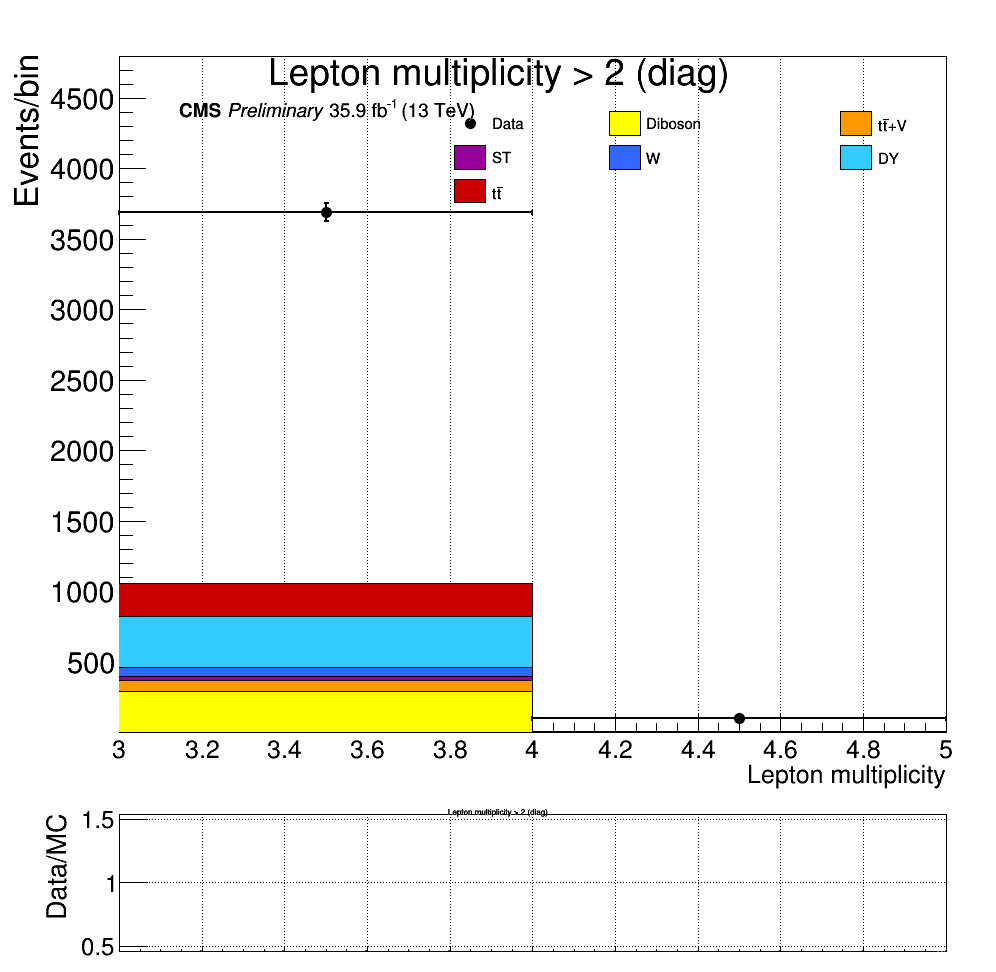 Lepton multiplicity > 2 (diag)
CMS Preliminary 35.9 fb-1 (13 TeV)
Data
Diboson
tt̄+V
ST
W
DY
tt̄
Events/bin
4500
4000
3500
3000
2500
2000
1500
1000
500
3 3.2 3.4 3.6 3.8 4 4.2 4.4 4.6 4.8 5
Lepton multiplicity
Lepton multiplicity > 2 (diag)
Data/MC
1.5
1
0.5